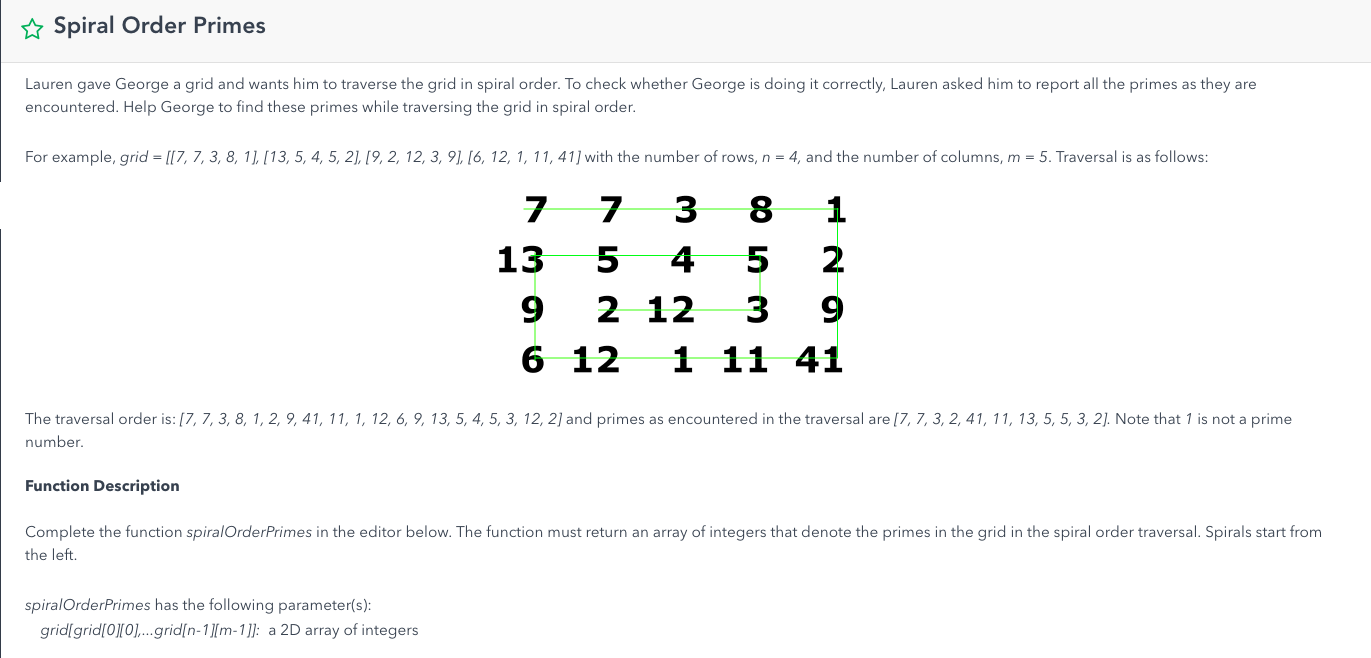 Spiral Order Primes
Lauren gave George a grid and wants him to traverse the grid in spiral order. To check whether George is doing it correctly, Lauren asked him to report all the primes as they are
encountered. Help George to find these primes while traversing the grid in spiral order.
For example, grid = [[7, 7, 3, 8, 1], [13, 5, 4, 5, 2], [9, 2, 12, 3, 9], [6, 12, 1, 11, 41] with the number of rows, n = 4, and the number of columns, m = 5. Traversal is as follows:
7 7 3 8 1
13 5 4 5 2
9 2 12 3 9
6 12 1 11 41
The traversal order is: [7, 7, 3, 8, 1, 2, 9, 41, 11, 1, 12, 6, 9, 13, 5, 4, 5, 3, 12, 2] and primes as encountered in the traversal are [7, 7, 3, 2, 41, 11, 13, 5, 5, 3, 2]. Note that 1 is not a prime
number.
Function Description
Complete the function spiralOrderPrimes in the editor below. The function must return an array of integers that denote the primes in the grid in the spiral order traversal. Spirals start from
the left.
spiralOrderPrimes has the following parameter(s):
grid[grid[0][0],...grid[n-1][m-1]]: a 2D array of integers